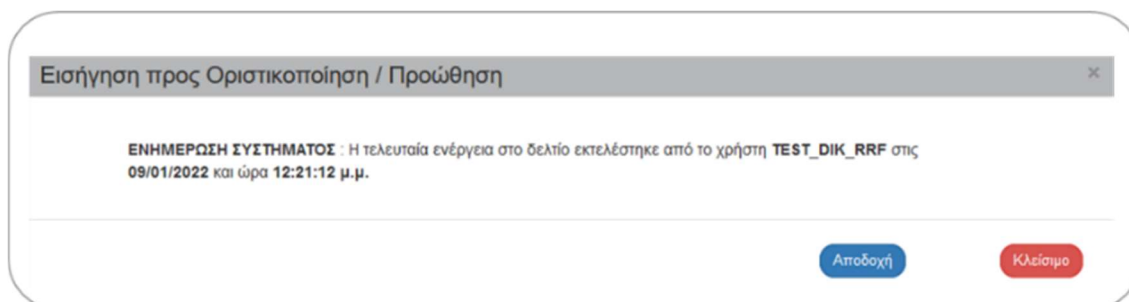 Εισήγηση προς Οριστικοποίηση / Προώθηση ×
ΕΝΗΜΕΡΩΣΗ ΣΥΣΤΗΜΑΤΟΣ : Η τελευταία ενέργεια στο δελτίο εκτελέστηκε από το χρήστη TEST_DIK_RRF στις
09/01/2022 και ώρα 12:21:12 μ.μ.
Αποδοχή Κλείσιμο